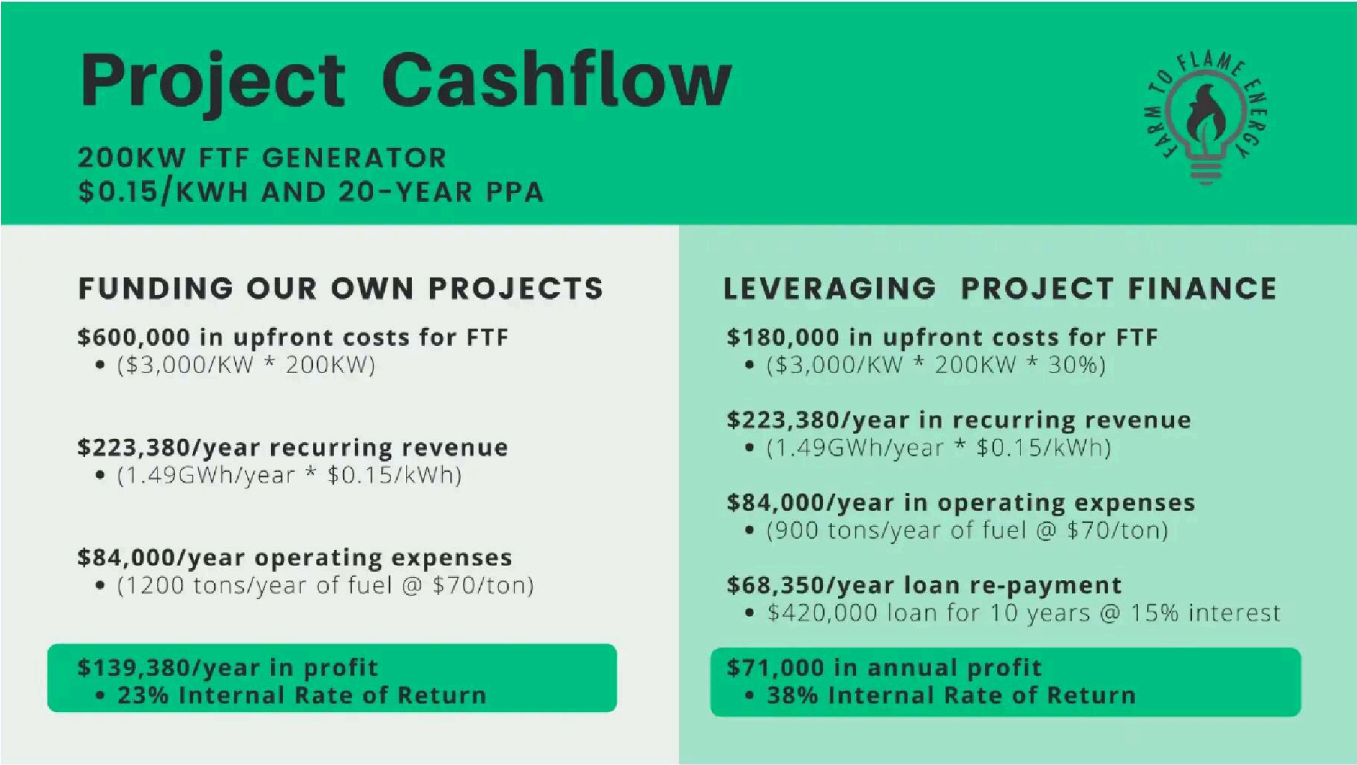 Project Cashflow
200KW FTF GENERATOR
$0.15/KWH AND 20-YEAR PPA
FARM TO FLAME ENERGY
FUNDING OUR OWN PROJECTS
$600,000 in upfront costs for FTF
• ($3,000/KW * 200KW)
$223,380/year recurring revenue
• (1.49GWh/year * $0.15/kWh)
$84,000/year operating expenses
• (1200 tons/year of fuel @ $70/ton)
$139,380/year in profit
• 23% Internal Rate of Return
LEVERAGING PROJECT FINANCE
$180,000 in upfront costs for FTF
• ($3,000/KW * 200KW * 30%)
$223,380/year in recurring revenue
• (1.49GWh/year * $0.15/kWh)
$84,000/year in operating expenses
• (900 tons/year of fuel @ $70/ton)
$68,350/year loan re-payment
• $420,000 loan for 10 years @ 15% interest
$71,000 in annual profit
• 38% Internal Rate of Return